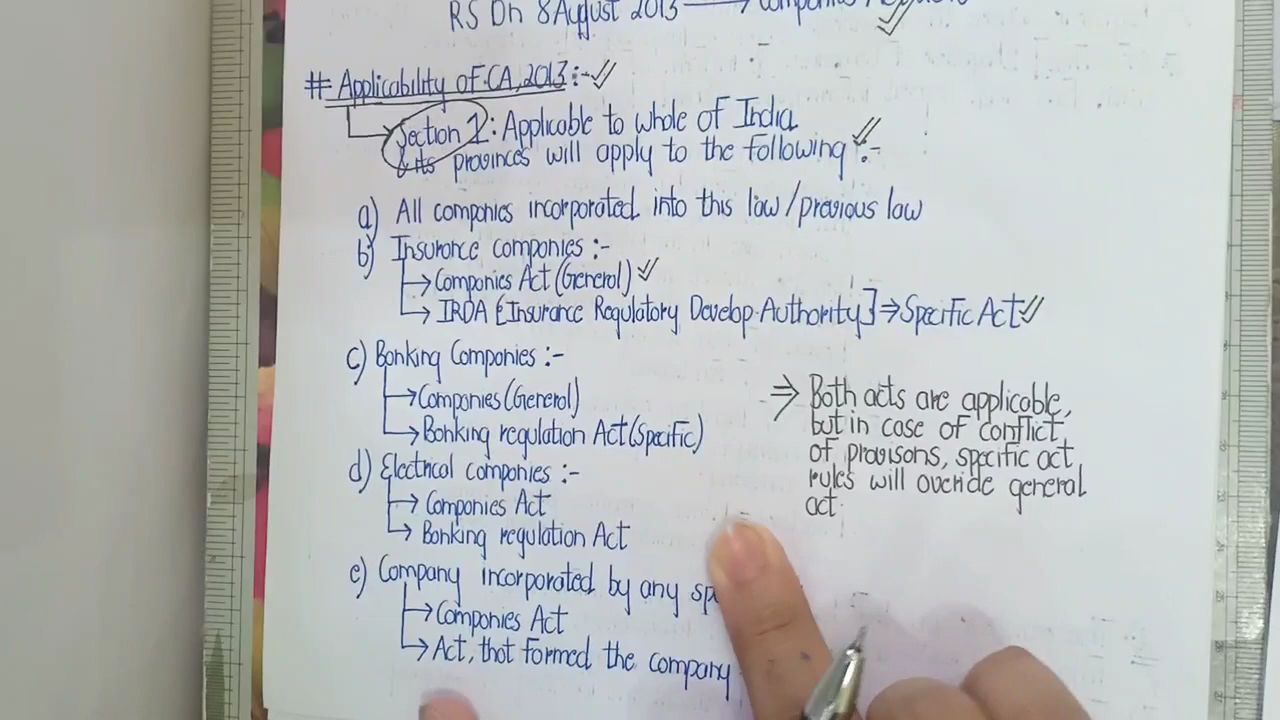 RS On 8 August 2013 →
# Applicability of CA, 2013 :-
Section 1: Applicable to whole of India
& its provinces will apply to the following :-
a) All companies incorporated into this law/previous law
b) Insurance companies :-
→ Companies Act (General)
→ IRDA [Insurance Regulatory Develop. Authority] → Specific Act
c) Banking Companies :-
→ Companies (General)
→ Banking regulation Act (Specific)
⇒ Both acts are applicable,
but in case of conflict
of provisons, specific act
rules will overide general
act.
d) Electrical companies :-
→ Companies Act
→ Banking regulation Act
e) Company incorporated by any
→ Companies Act
→ Act, that formed the company